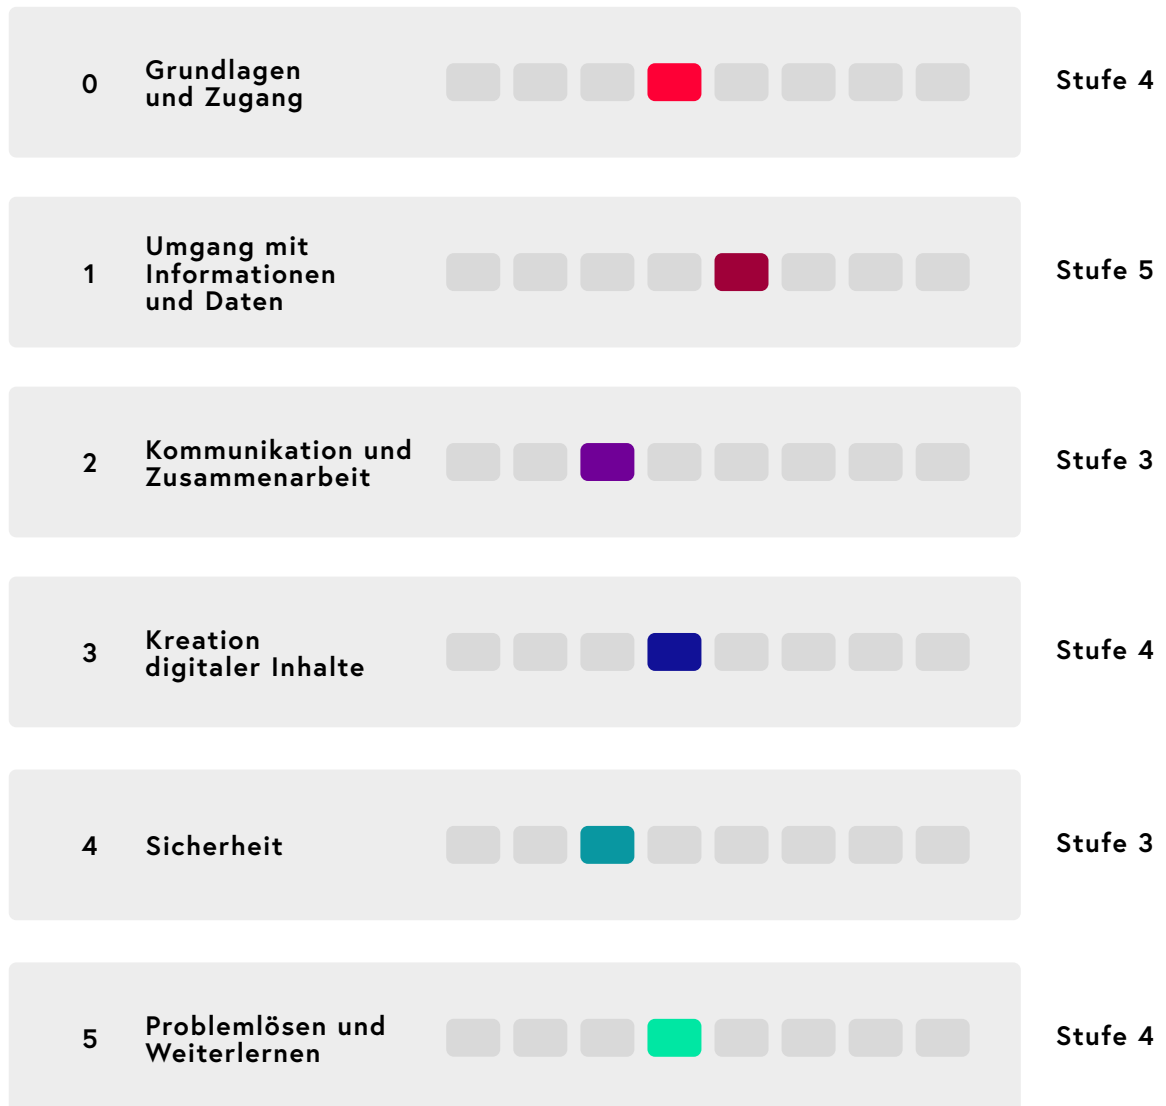 0
Grundlagen
und Zugang
Stufe 4
1
Umgang mit
Informationen
und Daten
Stufe 5
2
Kommunikation und
Zusammenarbeit
Stufe 3
3
Kreation
digitaler Inhalte
Stufe 4
4
Sicherheit
Stufe 3
5
Problemlösen und
Weiterlernen
Stufe 4